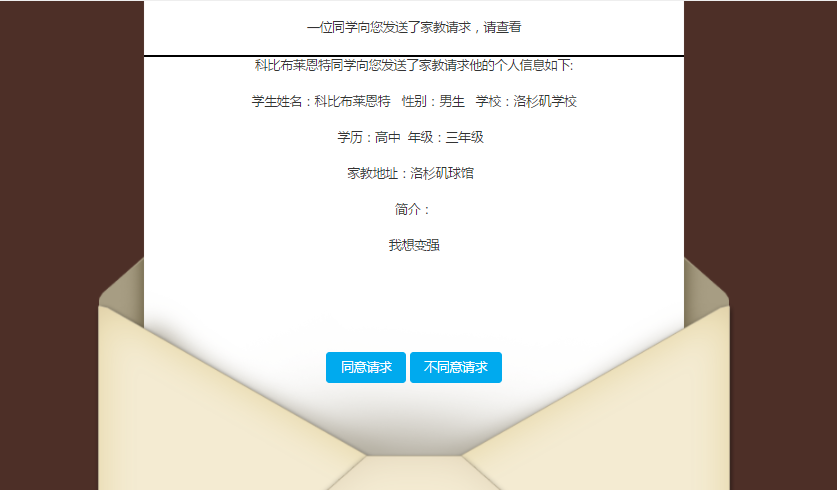 一位同学向您发送了家教请求，请查看
科比布莱恩特同学向您发送了家教请求他的个人信息如下:
学生姓名：科比布莱恩特 性别：男生 学校：洛杉矶学校
学历：高中 年级：三年级
家教地址：洛杉矶球馆
简介：
我想变强
同意请求 不同意请求